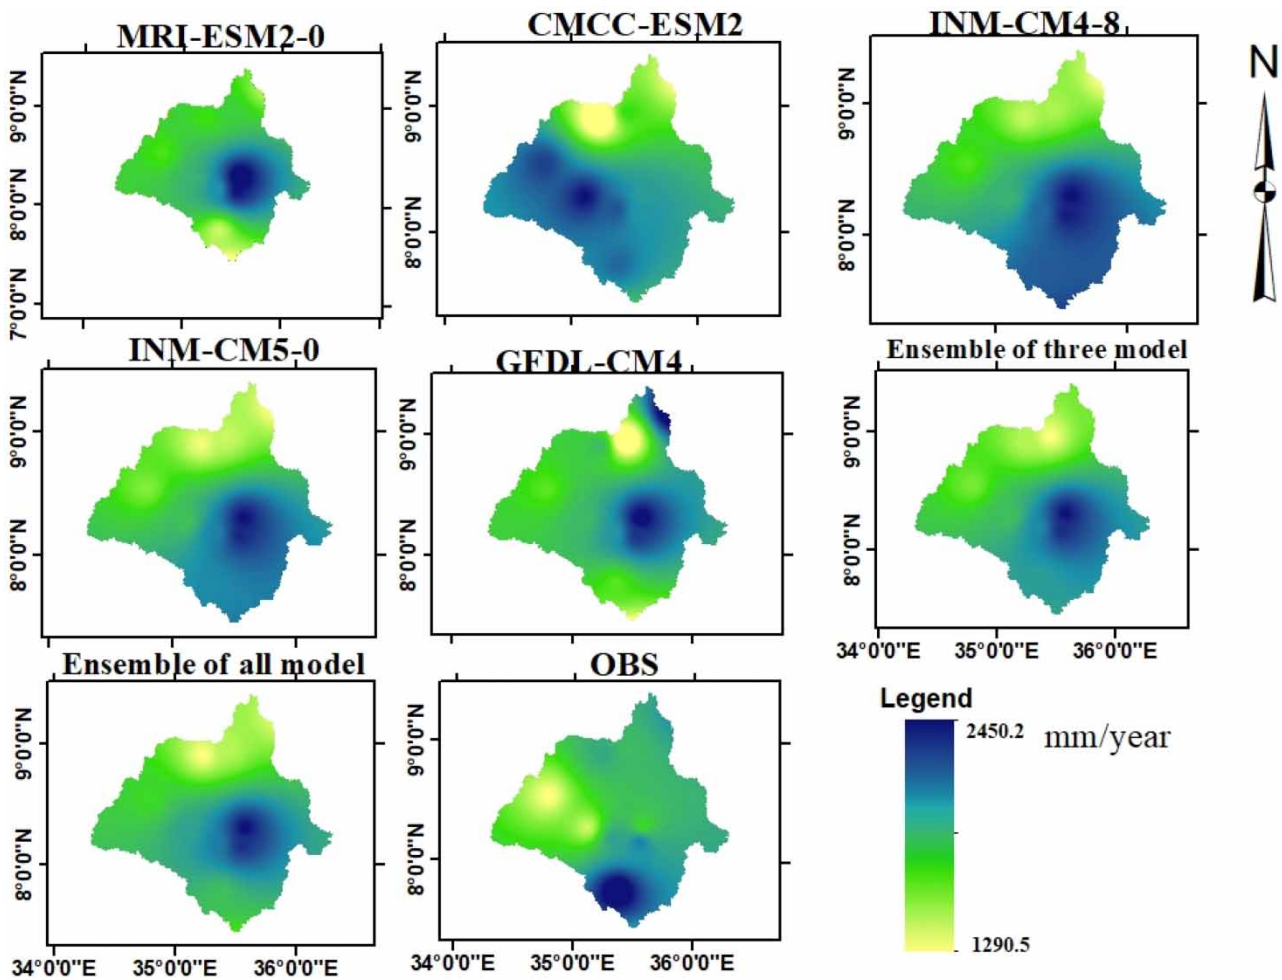 MRI-ESM2-0
CMCC-ESM2
INM-CM4-8
N
9°0'0"N
8°0'0"N
7°0'0"N
9°0'0"N
8°0'0"N
9°0'0"N
8°0'0"N
INM-CM5-0
GFDL-CM4
Ensemble of three model
9°0'0"N
8°0'0"N
9°0'0"N
8°0'0"N
9°0'0"N
8°0'0"N
34°0'0"E 35°0'0"E 36°0'0"E
Ensemble of all model
OBS
9°0'0"N
8°0'0"N
9°0'0"N
8°0'0"N
34°0'0"E 35°0'0"E 36°0'0"E
34°0'0"E 35°0'0"E 36°0'0"E
Legend
2450.2 mm/year
1290.5